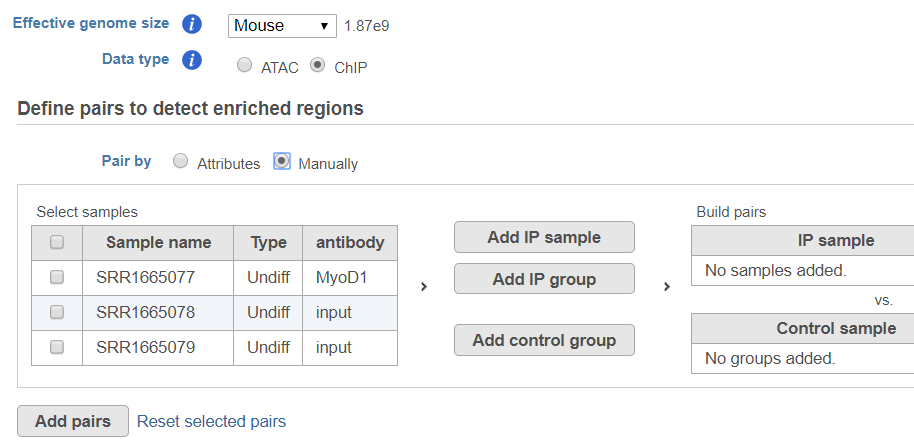 Effective genome size i Mouse 1.87e9
Data type i ATAC ChIP
Define pairs to detect enriched regions
Pair by Attributes Manually
Select samples
Sample name Type antibody
SRR1665077 Undiff MyoD1
SRR1665078 Undiff input
SRR1665079 Undiff input
Add IP sample
Add IP group
Add control group
Build pairs
IP sample
No samples added.
vs.
Control sample
No groups added.
Add pairs Reset selected pairs